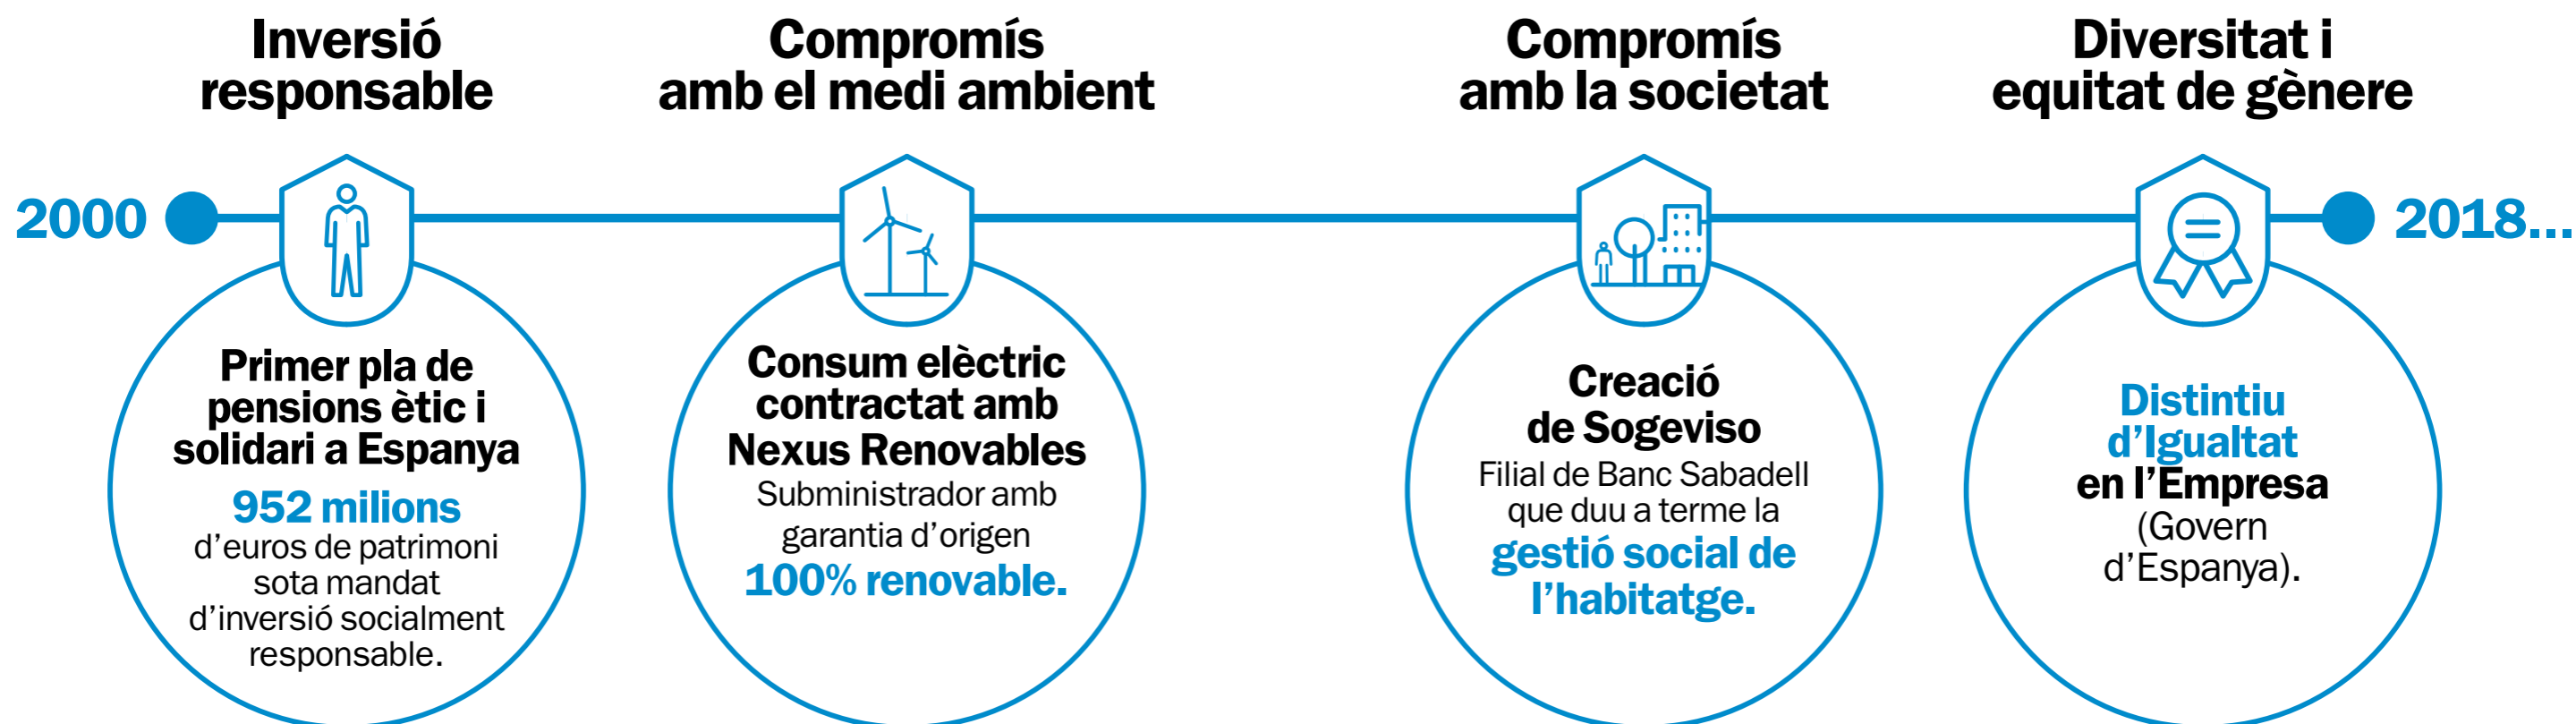 Inversió
responsable
Compromís
amb el medi ambient
Compromís
amb la societat
Diversitat i
equitat de gènere
2000
2018...
Primer pla de
pensions ètic i
solidari a Espanya
952 milions
d’euros de patrimoni
sota mandat
d’inversió socialment
responsable.
Consum elèctric
contractat amb
Nexus Renovables
Subministrador amb
garantia d’origen
100% renovable.
Creació
de Sogeviso
Filial de Banc Sabadell
que duu a terme la
gestió social de
l’habitatge.
Distintiu
d’Igualtat
en l’Empresa
(Govern
d’Espanya).